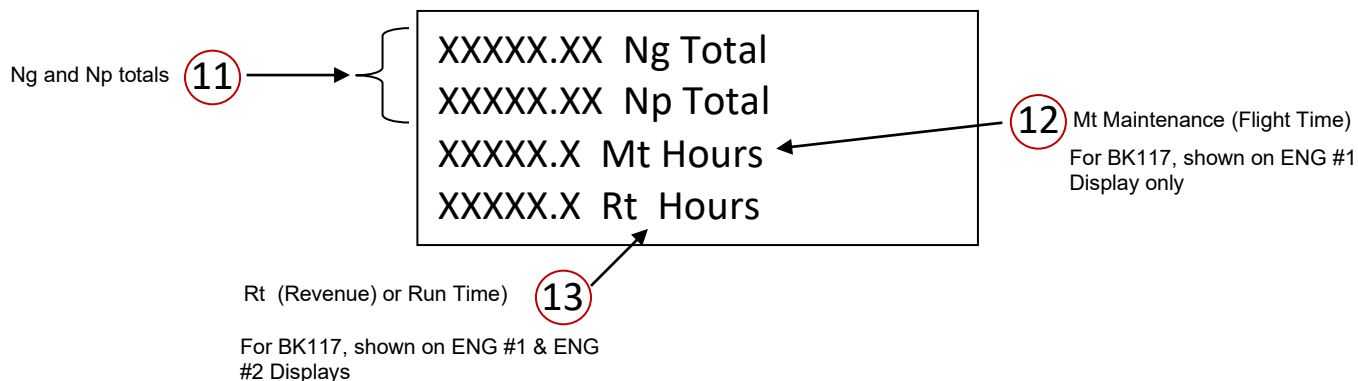 XXXXX.XX Ng Total
Ng and Np totals 11
XXXXX.XX Np Total
12 Mt Maintenance (Flight Time)
XXXXX.X Mt Hours
For BK117, shown on ENG #1
Display only
XXXXX.X Rt Hours
Rt (Revenue) or Run Time) 13
For BK117, shown on ENG #1 & ENG
#2 Displays